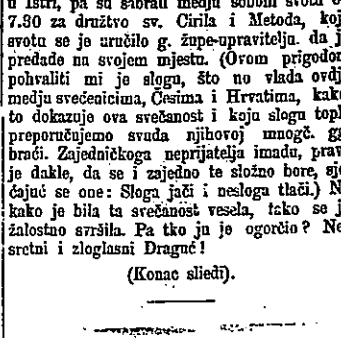 u Istri, pa su sabrali medju sobom svotu o
7.30 za družtvo sv. Cirila i Metoda, koj
svotu se je uručilo g. župe-upravitelju. da j
predade na svojem mjestu. (Ovom prigodom
pohvaliti mi je slogu, što no vlada ovdj
medju svećenicima, Česima i Hrvatima, kako
to dokazuje ova svečanost i koju slogu topl
preporučujemo svuda njihovoj mnogč. gg
braći. Zajedničkoga neprijatelja imadu, prav
je dakle, da se i zajedno te složno bore, sje
ćajuć se one: Sloga jači i nesloga tlači.) N
kako je bila ta svečanost vesela, tako se j
žalostno svršila. Pa tko ju je ogorčio? Ne
sretni i zloglasni Draguć!
(Konac sliedi).